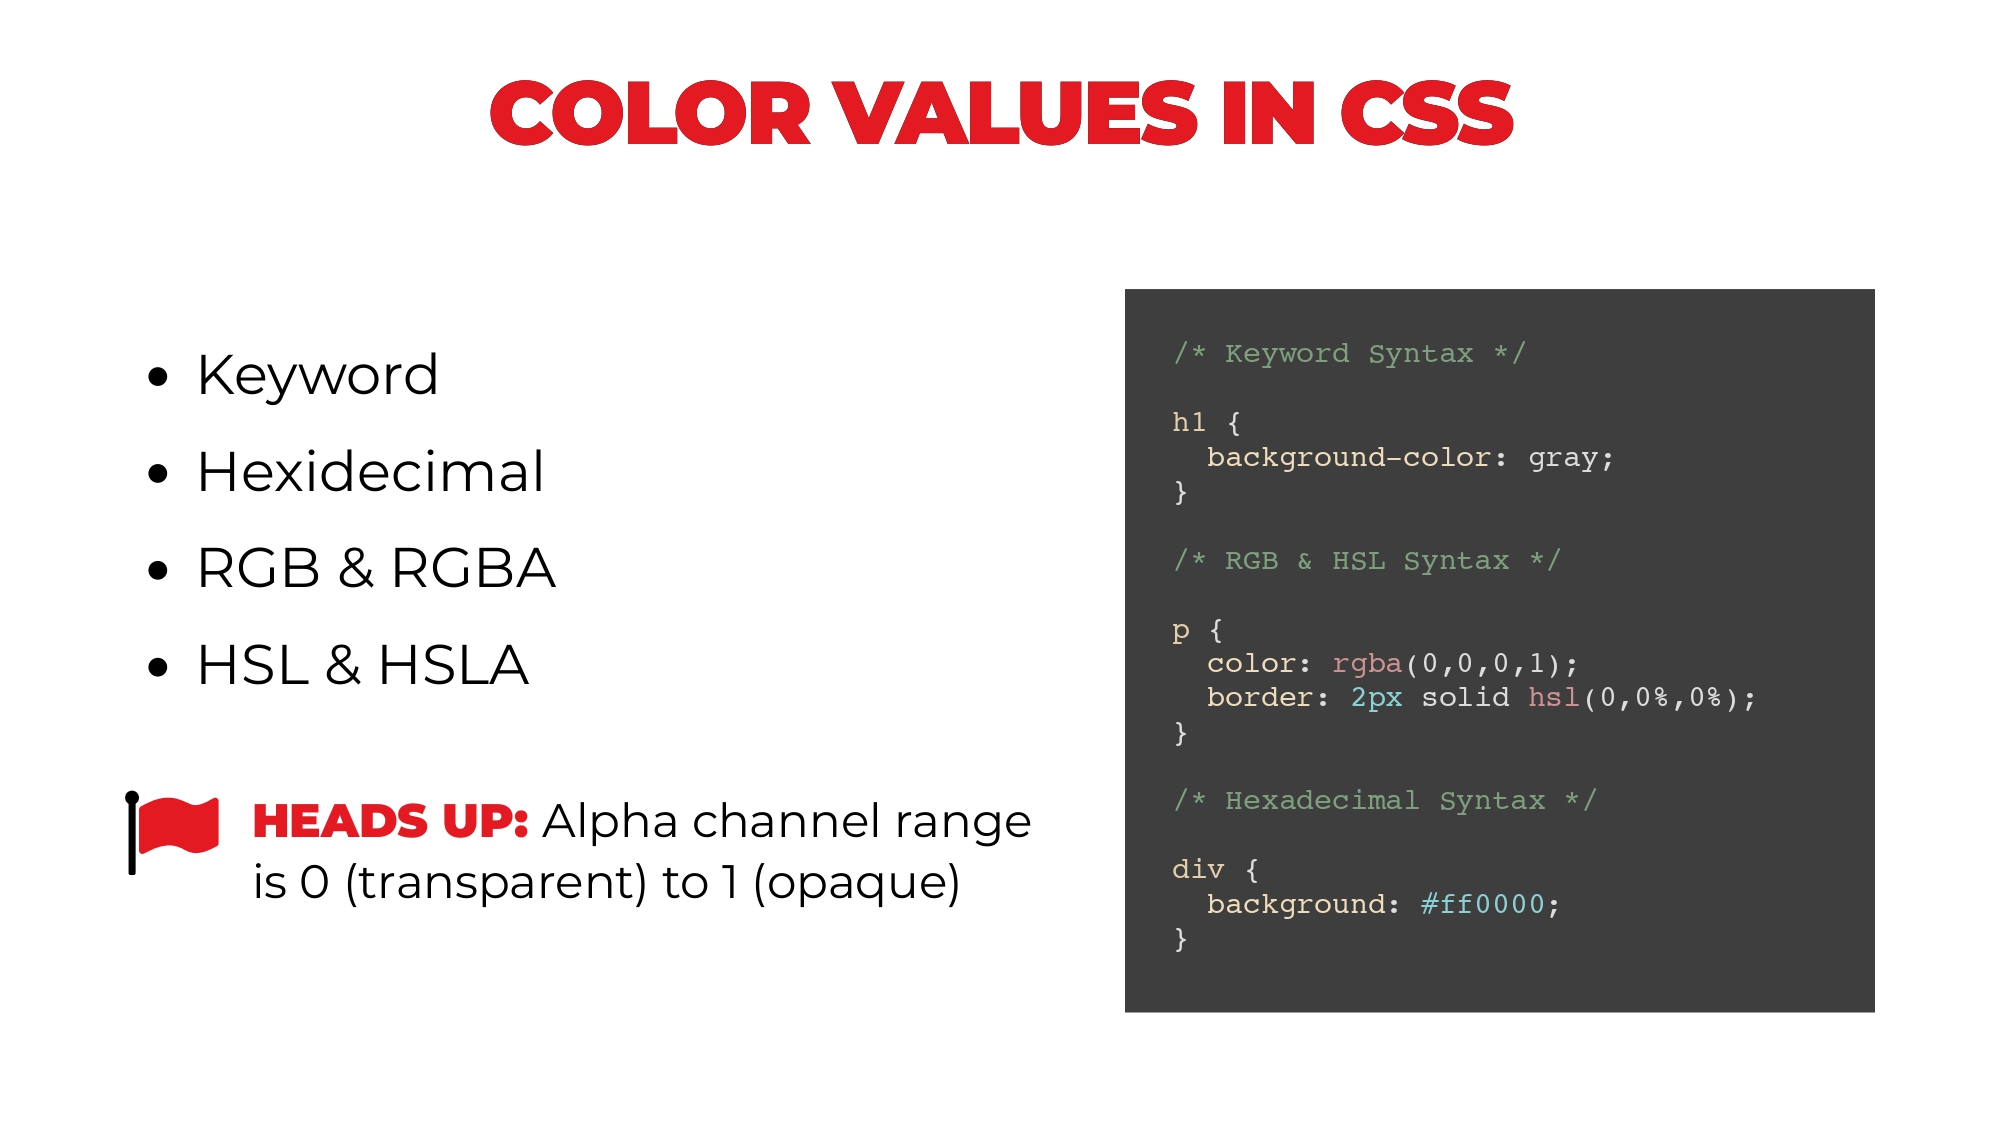 COLOR VALUES IN CSS
• Keyword
• Hexidecimal
• RGB & RGBA
• HSL & HSLA
HEADS UP: Alpha channel range
is 0 (transparent) to 1 (opaque)
/* Keyword Syntax */
h1 {
  background-color: gray;
}
/* RGB & HSL Syntax */
p {
  color: rgba(0,0,0,1);
  border: 2px solid hsl(0,0%,0%);
}
/* Hexadecimal Syntax */
div {
  background: #ff0000;
}